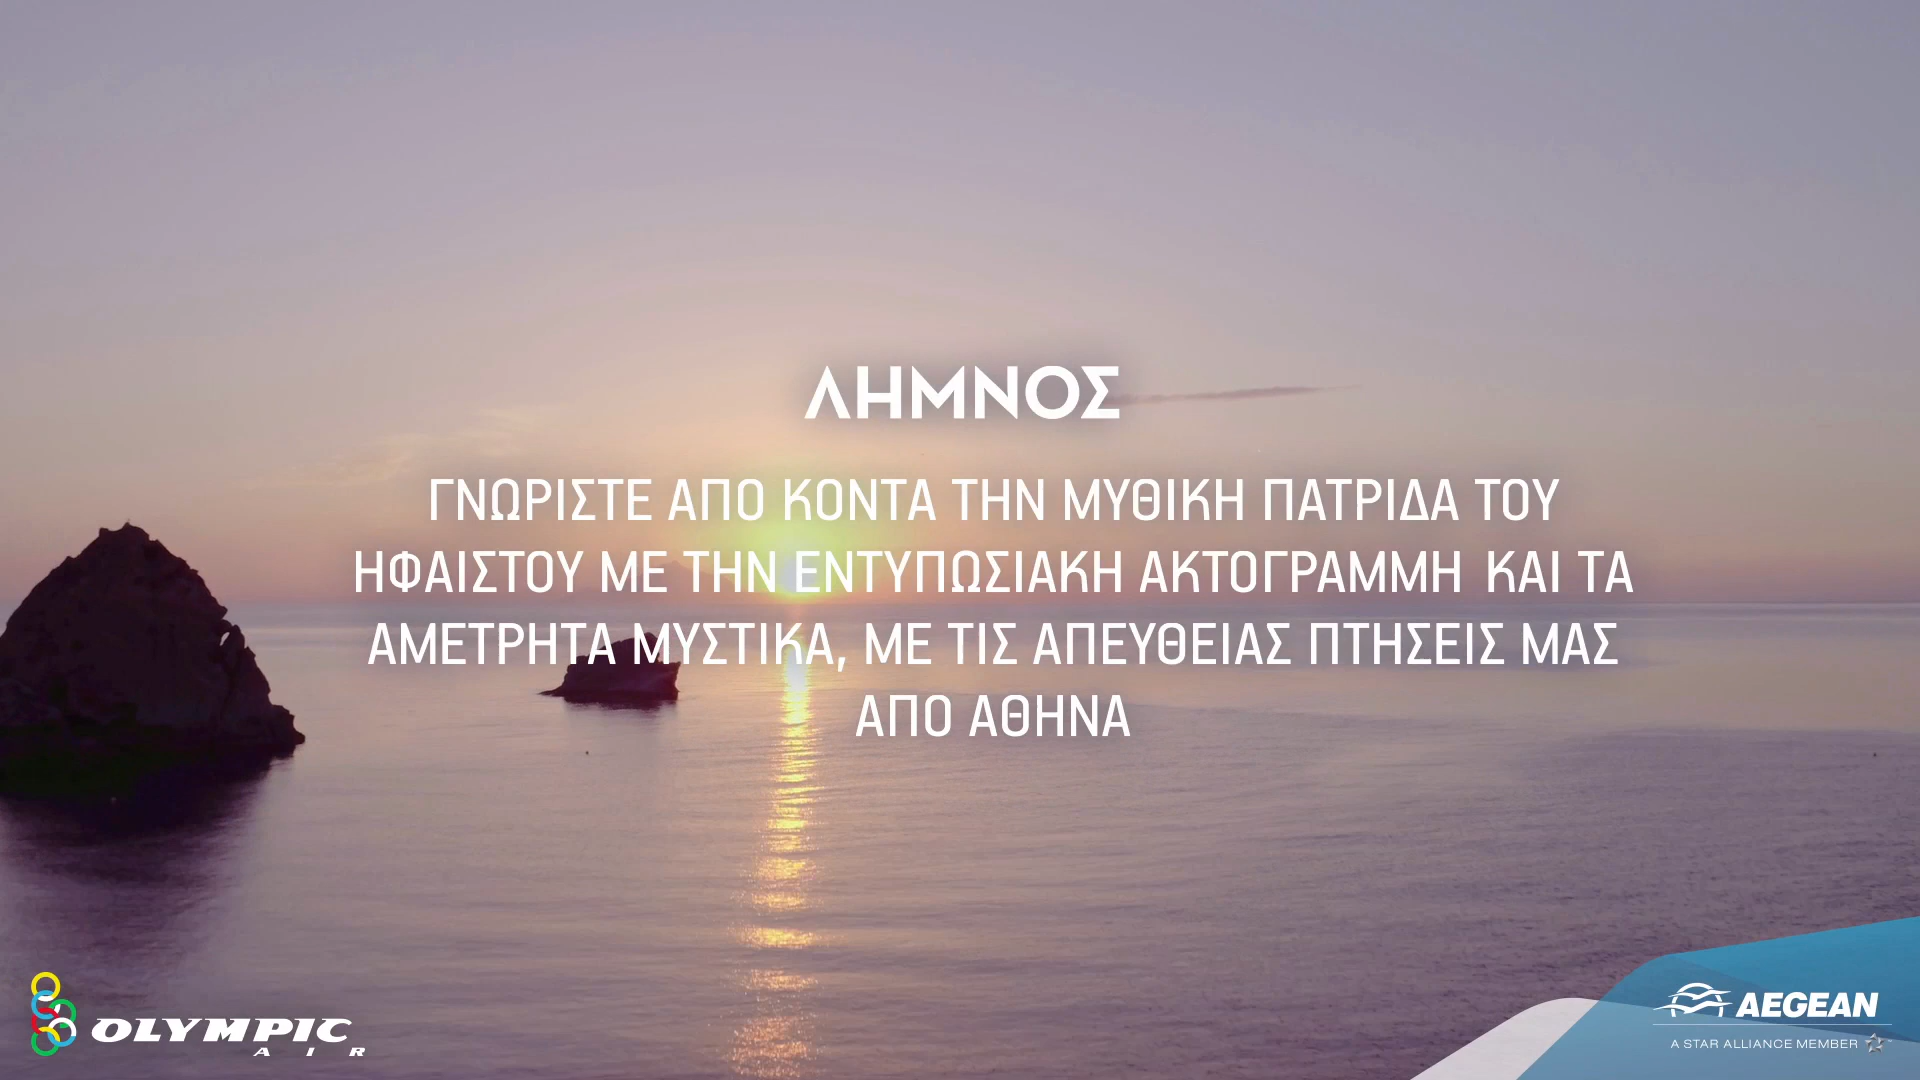 ΛΗΜΝΟΣ
ΓΝΩΡΙΣΤΕ ΑΠΟ ΚΟΝΤΑ ΤΗΝ ΜΥΘΙΚΗ ΠΑΤΡΙΔΑ ΤΟΥ
ΗΦΑΙΣΤΟΥ ΜΕ ΤΗΝ ΕΝΤΥΠΩΣΙΑΚΗ ΑΚΤΟΓΡΑΜΜΗ ΚΑΙ ΤΑ
ΑΜΕΤΡΗΤΑ ΜΥΣΤΙΚΑ, ΜΕ ΤΙΣ ΑΠΕΥΘΕΙΑΣ ΠΤΗΣΕΙΣ ΜΑΣ
ΑΠΟ ΑΘΗΝΑ
OLYMPIC
AIR
AEGEAN
A STAR ALLIANCE MEMBER